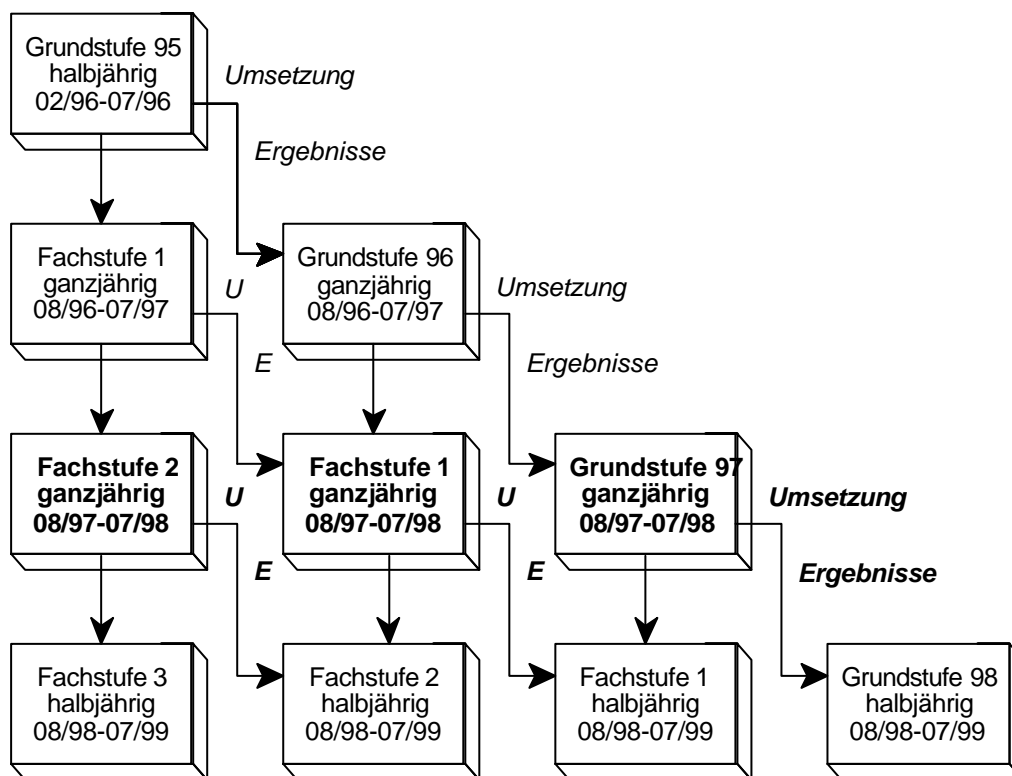 Grundstufe 95
halbjährig
02/96-07/96
Umsetzung
Ergebnisse
Fachstufe 1
ganzjährig
08/96-07/97
U
E
Grundstufe 96
ganzjährig
08/96-07/97
Umsetzung
Ergebnisse
Fachstufe 2
ganzjährig
08/97-07/98
U
E
Fachstufe 1
ganzjährig
08/97-07/98
U
E
Grundstufe 97
ganzjährig
08/97-07/98
Umsetzung
Ergebnisse
Fachstufe 3
halbjährig
08/98-07/99
Fachstufe 2
halbjährig
08/98-07/99
Fachstufe 1
halbjährig
08/98-07/99
Grundstufe 98
halbjährig
08/98-07/99